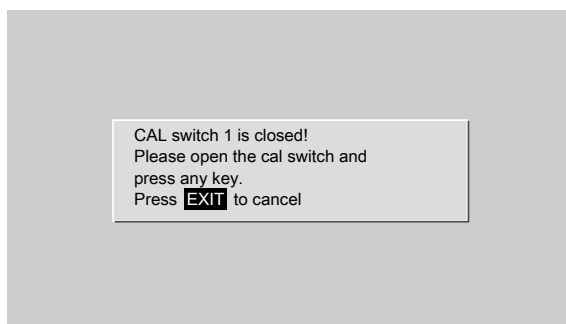 CAL switch 1 is closed!
Please open the cal switch and
press any key.
Press EXIT to cancel